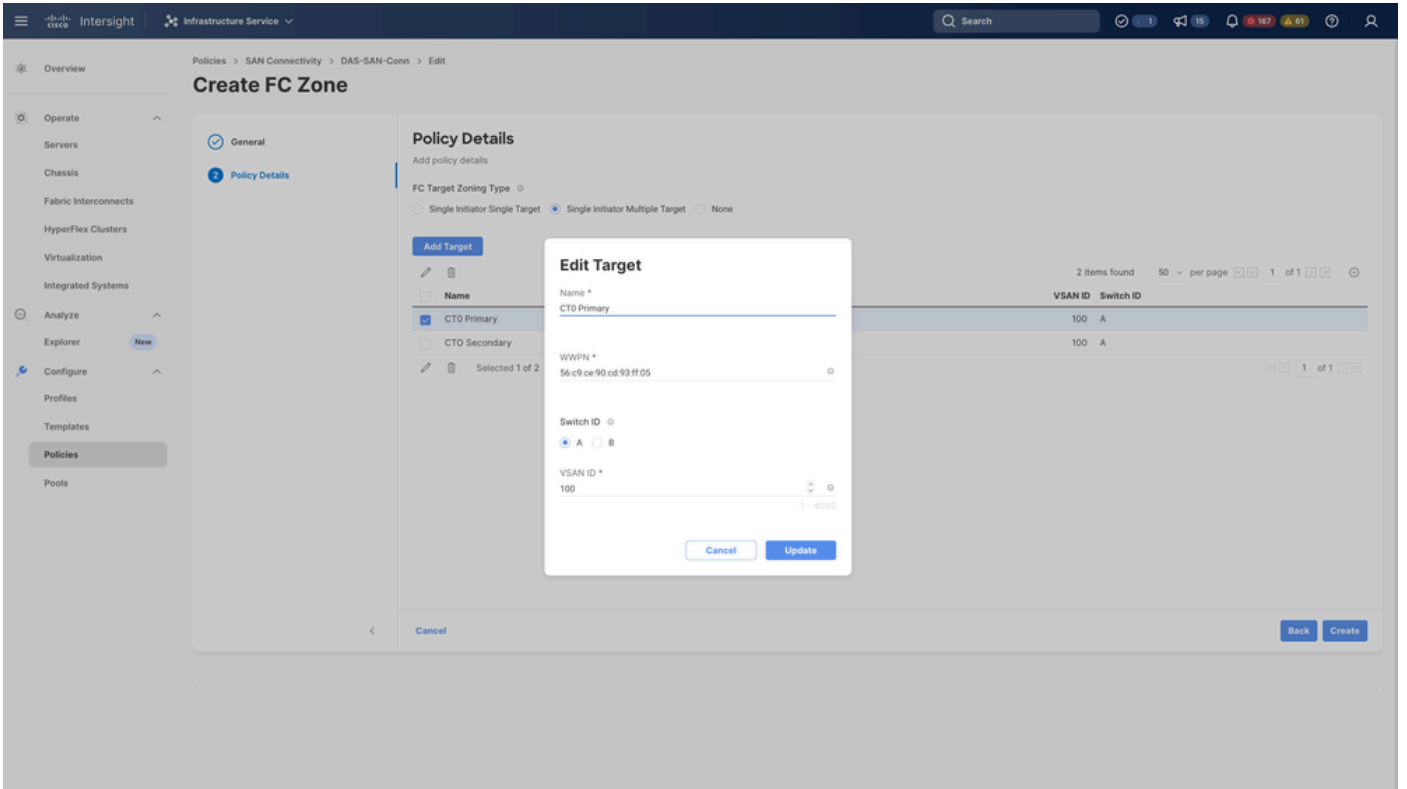 cisco Intersight Infrastructure Service Search 1 15 167 61
Overview
Operate
Servers
Chassis
Fabric Interconnects
HyperFlex Clusters
Virtualization
Integrated Systems
Analyze
Explorer New
Configure
Profiles
Templates
Policies
Pools
Policies > SAN Connectivity > DAS-SAN-Conn > Edit
Create FC Zone
General
2 Policy Details
Policy Details
Add policy details
FC Target Zoning Type
Single Initiator Single Target Single Initiator Multiple Target None
Add Target
2 items found 50 per page 1 of 1
Name VSAN ID Switch ID
CT0 Primary 100 A
CTO Secondary 100 A
Selected 1 of 2 1 of 1
Edit Target
Name *
CT0 Primary
WWPN *
56:c9:ce:90:cd:93:ff:05
Switch ID
A B
VSAN ID *
100
1 - 4093
Cancel Update
Cancel Back Create